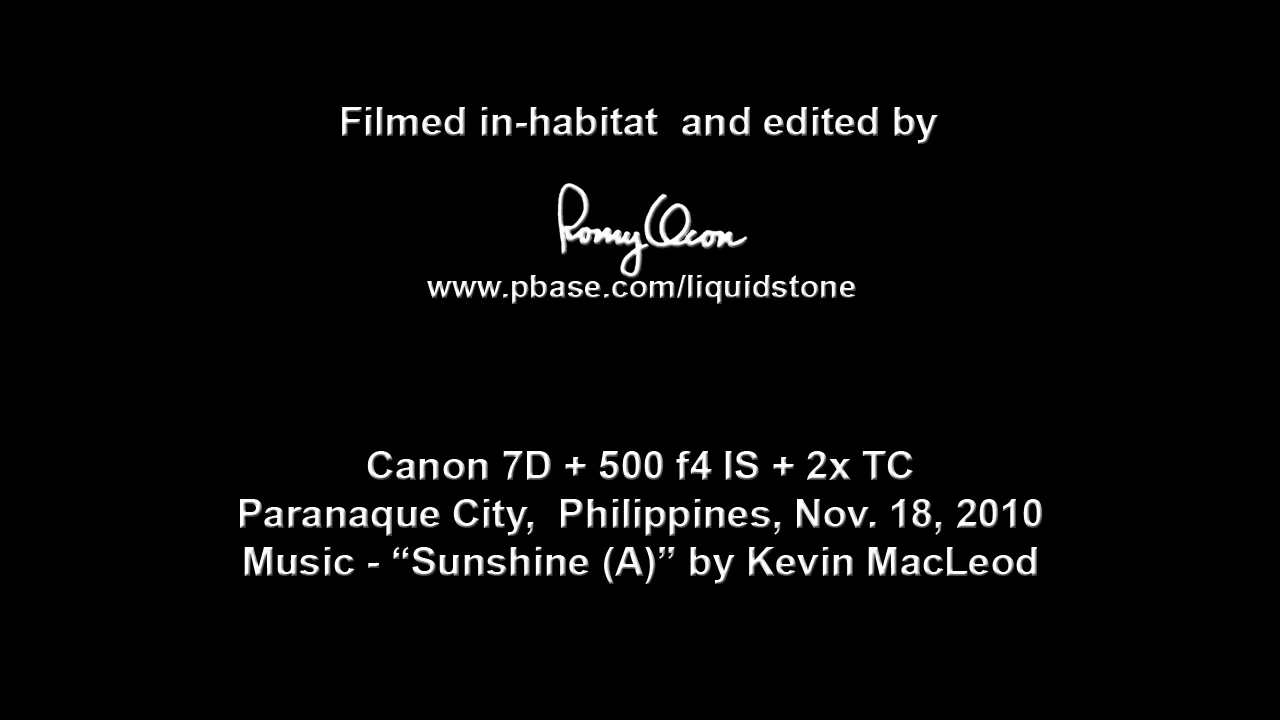 Filmed in-habitat  and edited by
Romy Ocon
www.pbase.com/liquidstone
Canon 7D + 500 f4 IS + 2x TC
Paranaque City,  Philippines, Nov. 18, 2010
Music - “Sunshine (A)” by Kevin MacLeod